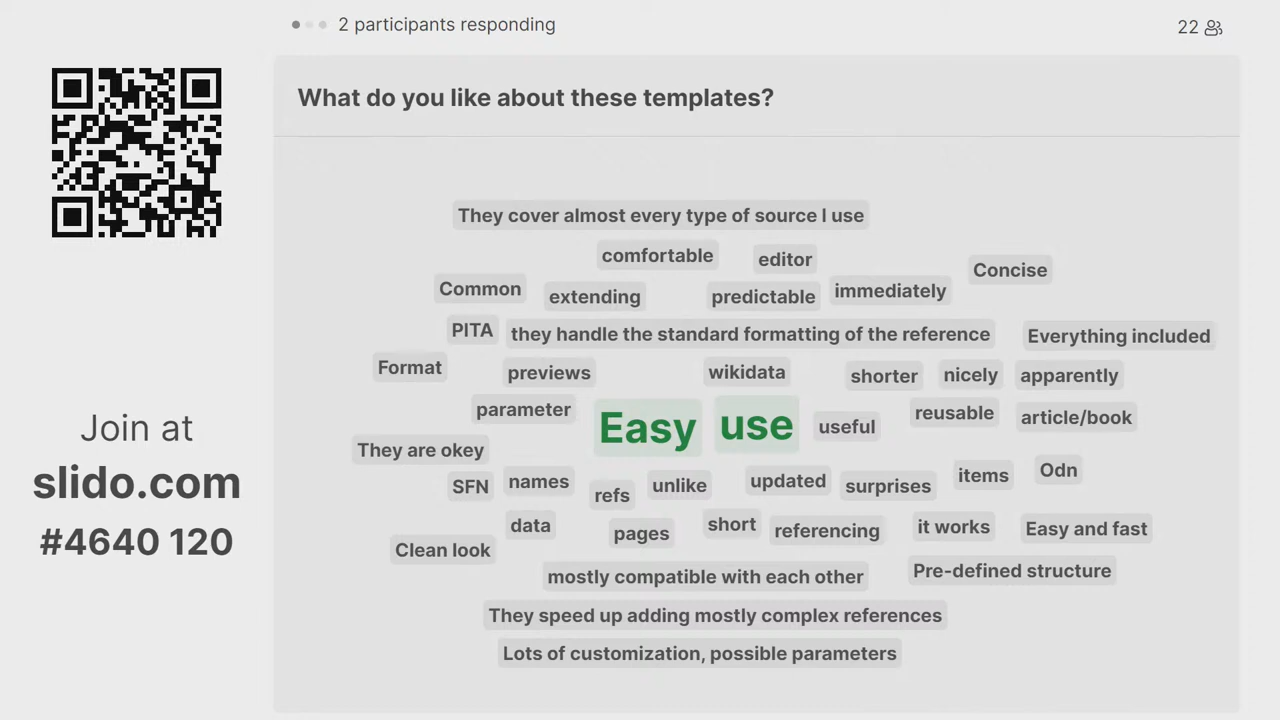 2 participants responding
22
What do you like about these templates?
They cover almost every type of source I use
comfortable
editor
Concise
Common
extending
predictable
immediately
PITA
they handle the standard formatting of the reference
Everything included
Format
previews
wikidata
shorter
nicely
apparently
parameter
Easy
use
useful
reusable
article/book
They are okey
SFN
names
refs
unlike
updated
surprises
items
Odn
data
pages
short
referencing
it works
Easy and fast
Clean look
mostly compatible with each other
Pre-defined structure
They speed up adding mostly complex references
Lots of customization, possible parameters
Join at
slido.com
#4640 120